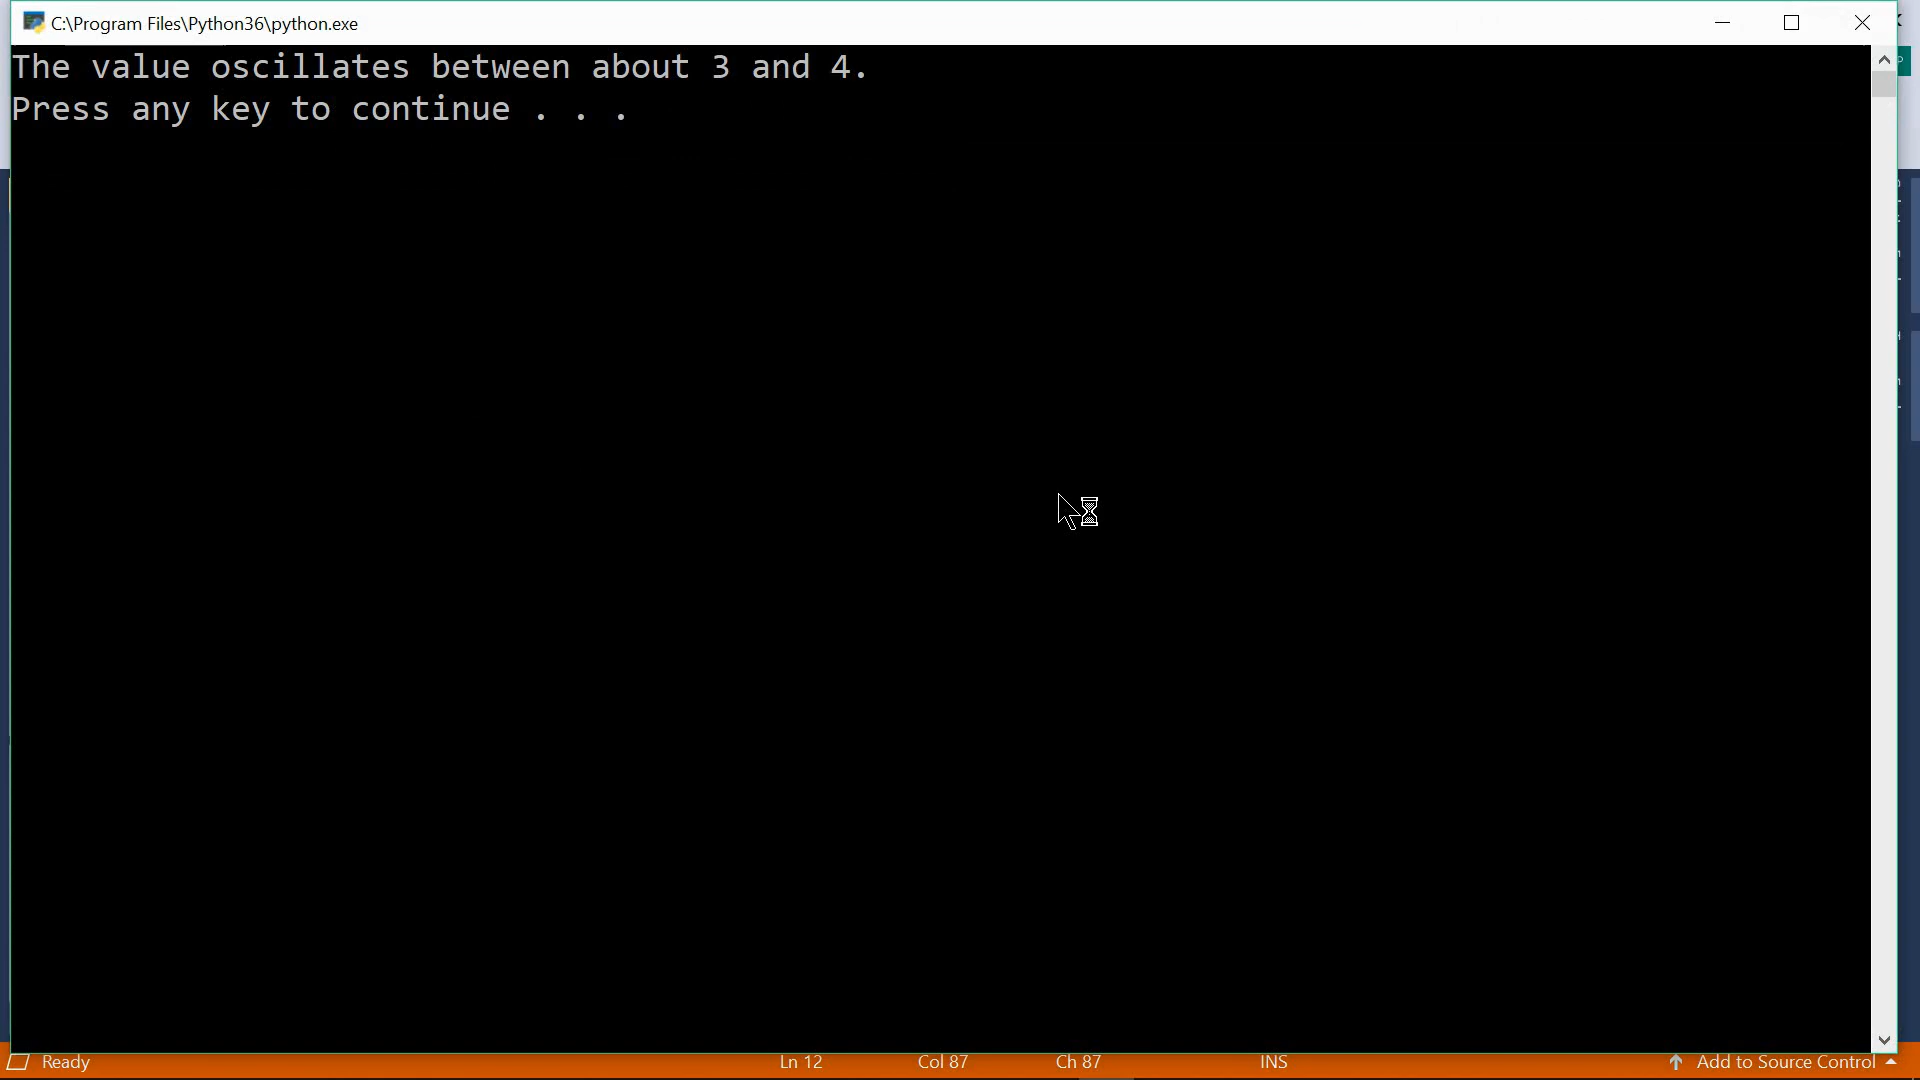 C:\Program Files\Python36\python.exe
The value oscillates between about 3 and 4.
Press any key to continue . . .
Ready Ln 12 Col 87 Ch 87 INS Add to Source Control